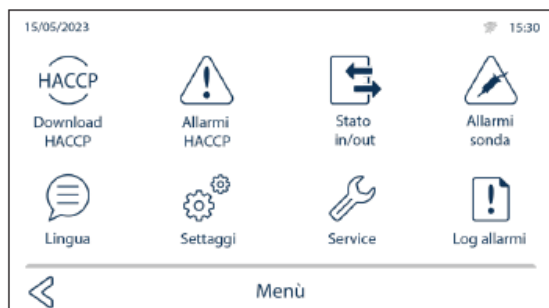 15/05/2023
15:30
HACCP
Download
HACCP
Allarmi
HACCP
Stato
in/out
Allarmi
sonda
Lingua
Settaggi
Service
Log allarmi
Menù